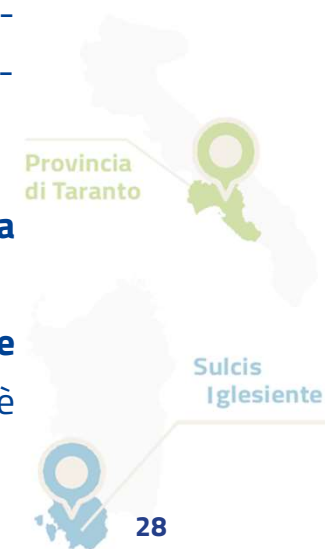 -
-
Provincia
di Taranto
a
e
Sulcis
Iglesiente
è
28